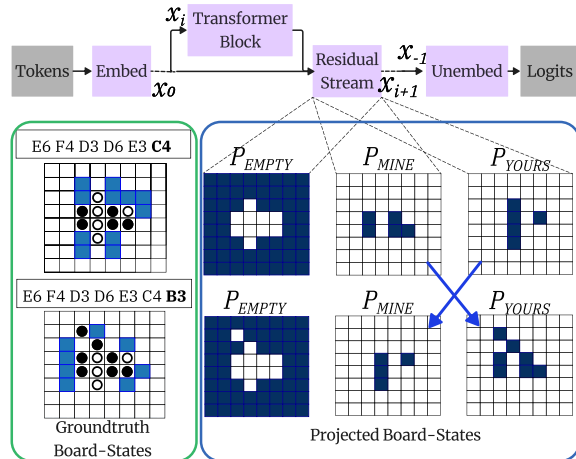 x_i
Transformer
Block
Tokens
Embed
Residual
Stream
x_-1
Unembed
Logits
x_0
x_i+1
E6 F4 D3 D6 E3 C4
P_EMPTY
P_MINE
P_YOURS
E6 F4 D3 D6 E3 C4 B3
P_EMPTY
P_MINE
P_YOURS
Groundtruth
Board-States
Projected Board-States